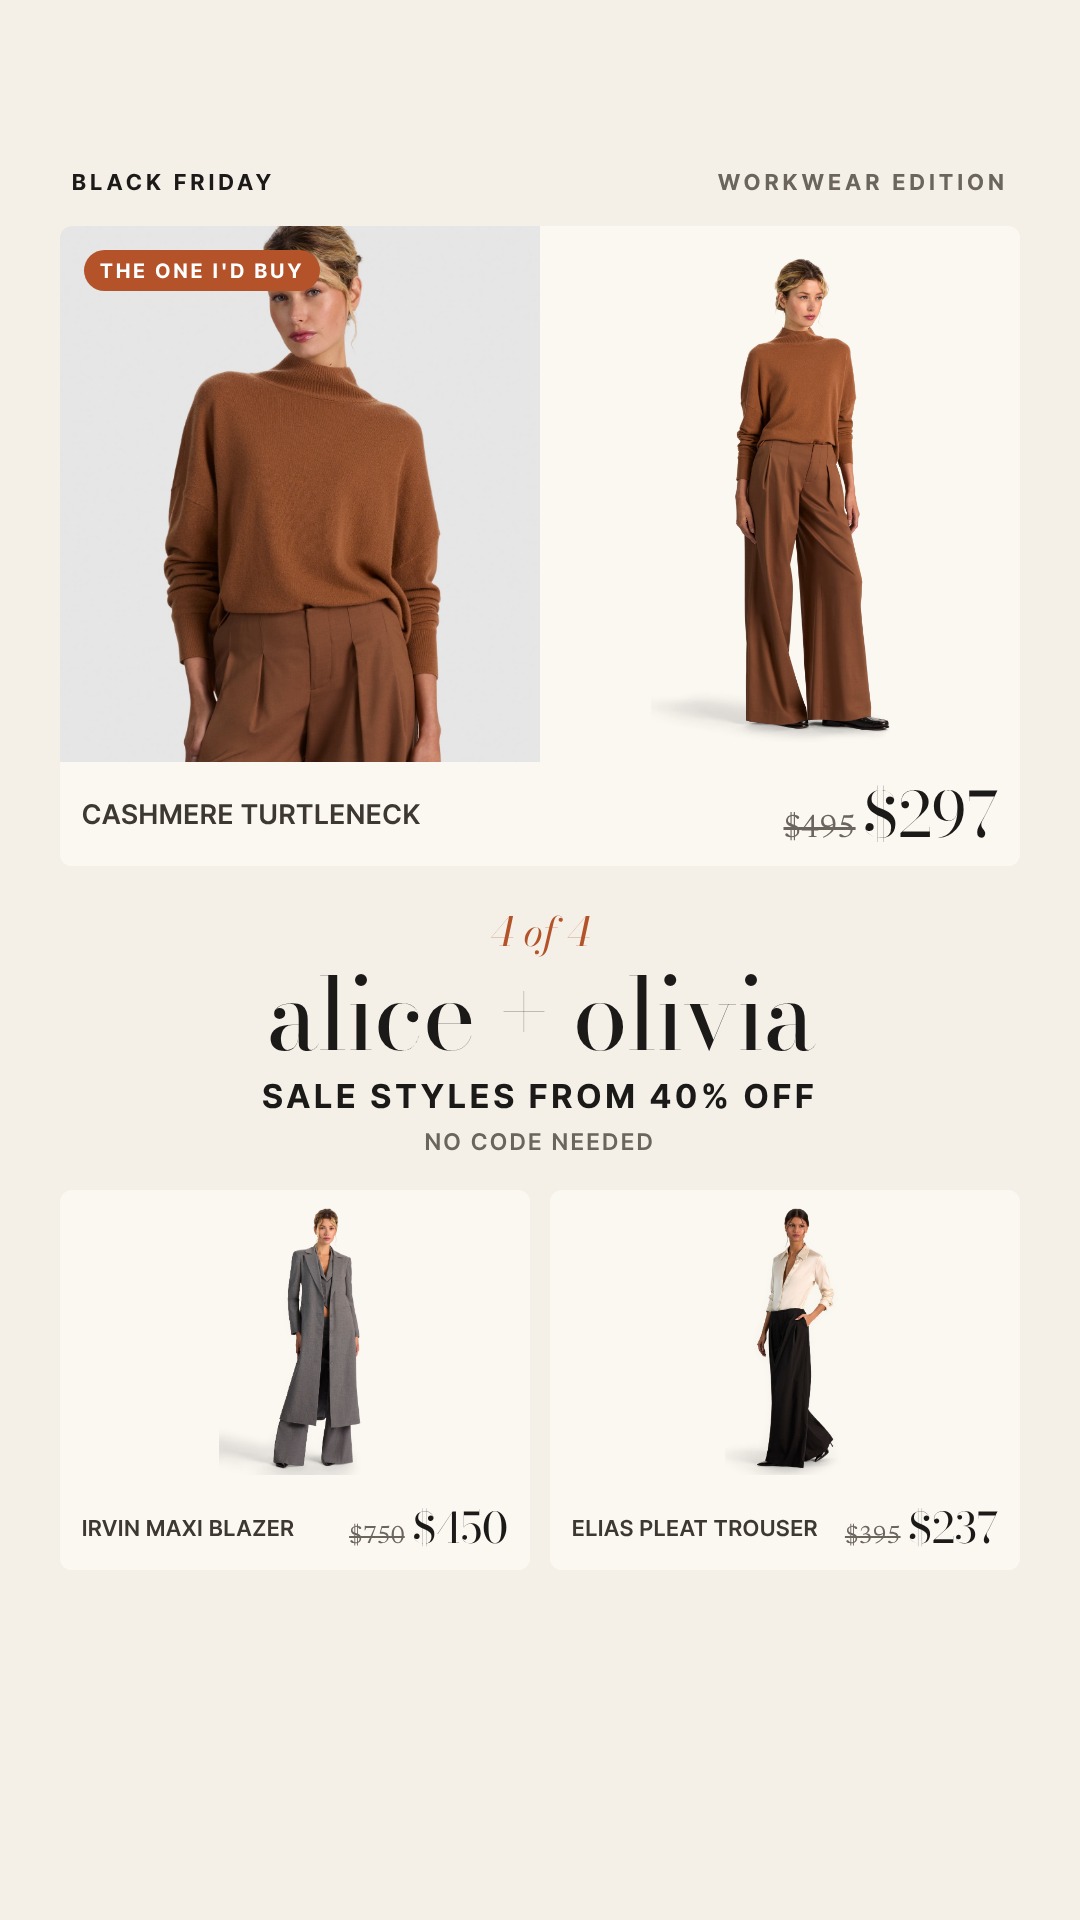 BLACK FRIDAY
WORKWEAR EDITION
THE ONE I'D BUY
CASHMERE TURTLENECK
$495 $297
4 of 4
alice + olivia
SALE STYLES FROM 40% OFF
NO CODE NEEDED
IRVIN MAXI BLAZER $750 $450
ELIAS PLEAT TROUSER $395 $237